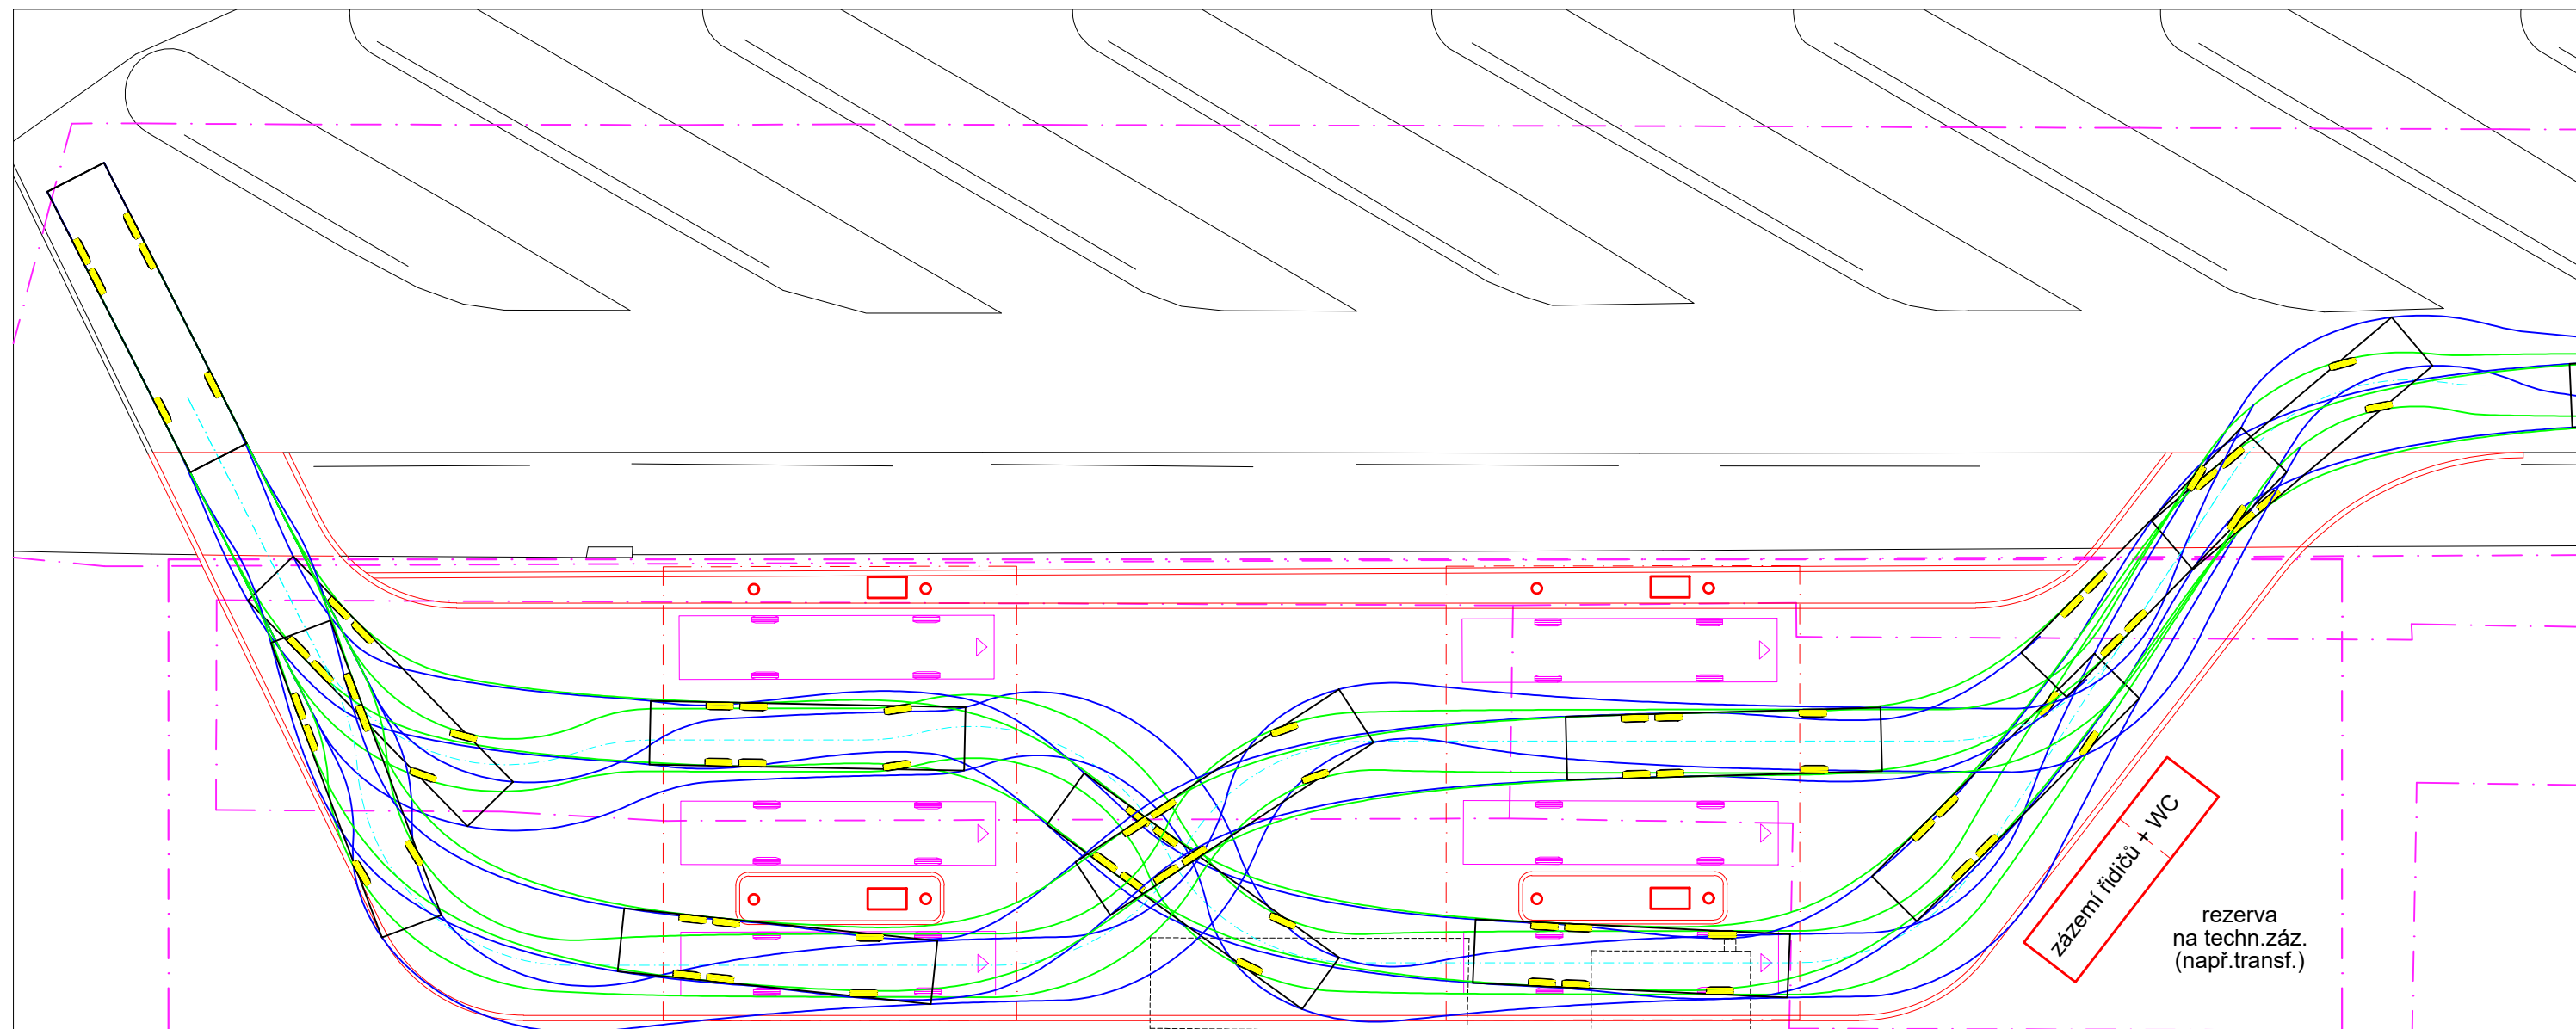 zázemí řidičů + WC
rezerva
na techn.záz.
(např.transf.)